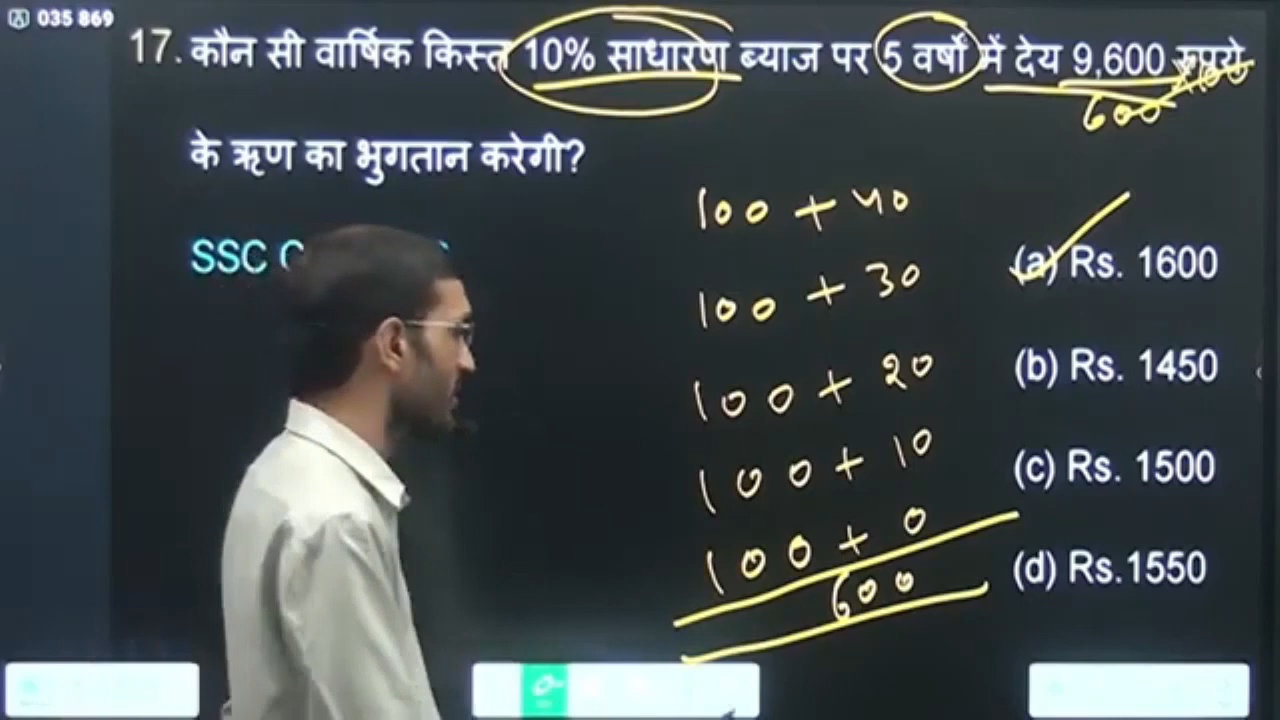 035 869
17. कौन सी वार्षिक किस्त 10% साधारण ब्याज पर 5 वर्षों में देय 9,600 रुपये
600 ×100
के ऋण का भुगतान करेगी?
SSC
100 + 40
100 + 30
100 + 20
100 + 10
100 + 0
600
(a) Rs. 1600
(b) Rs. 1450
(c) Rs. 1500
(d) Rs.1550